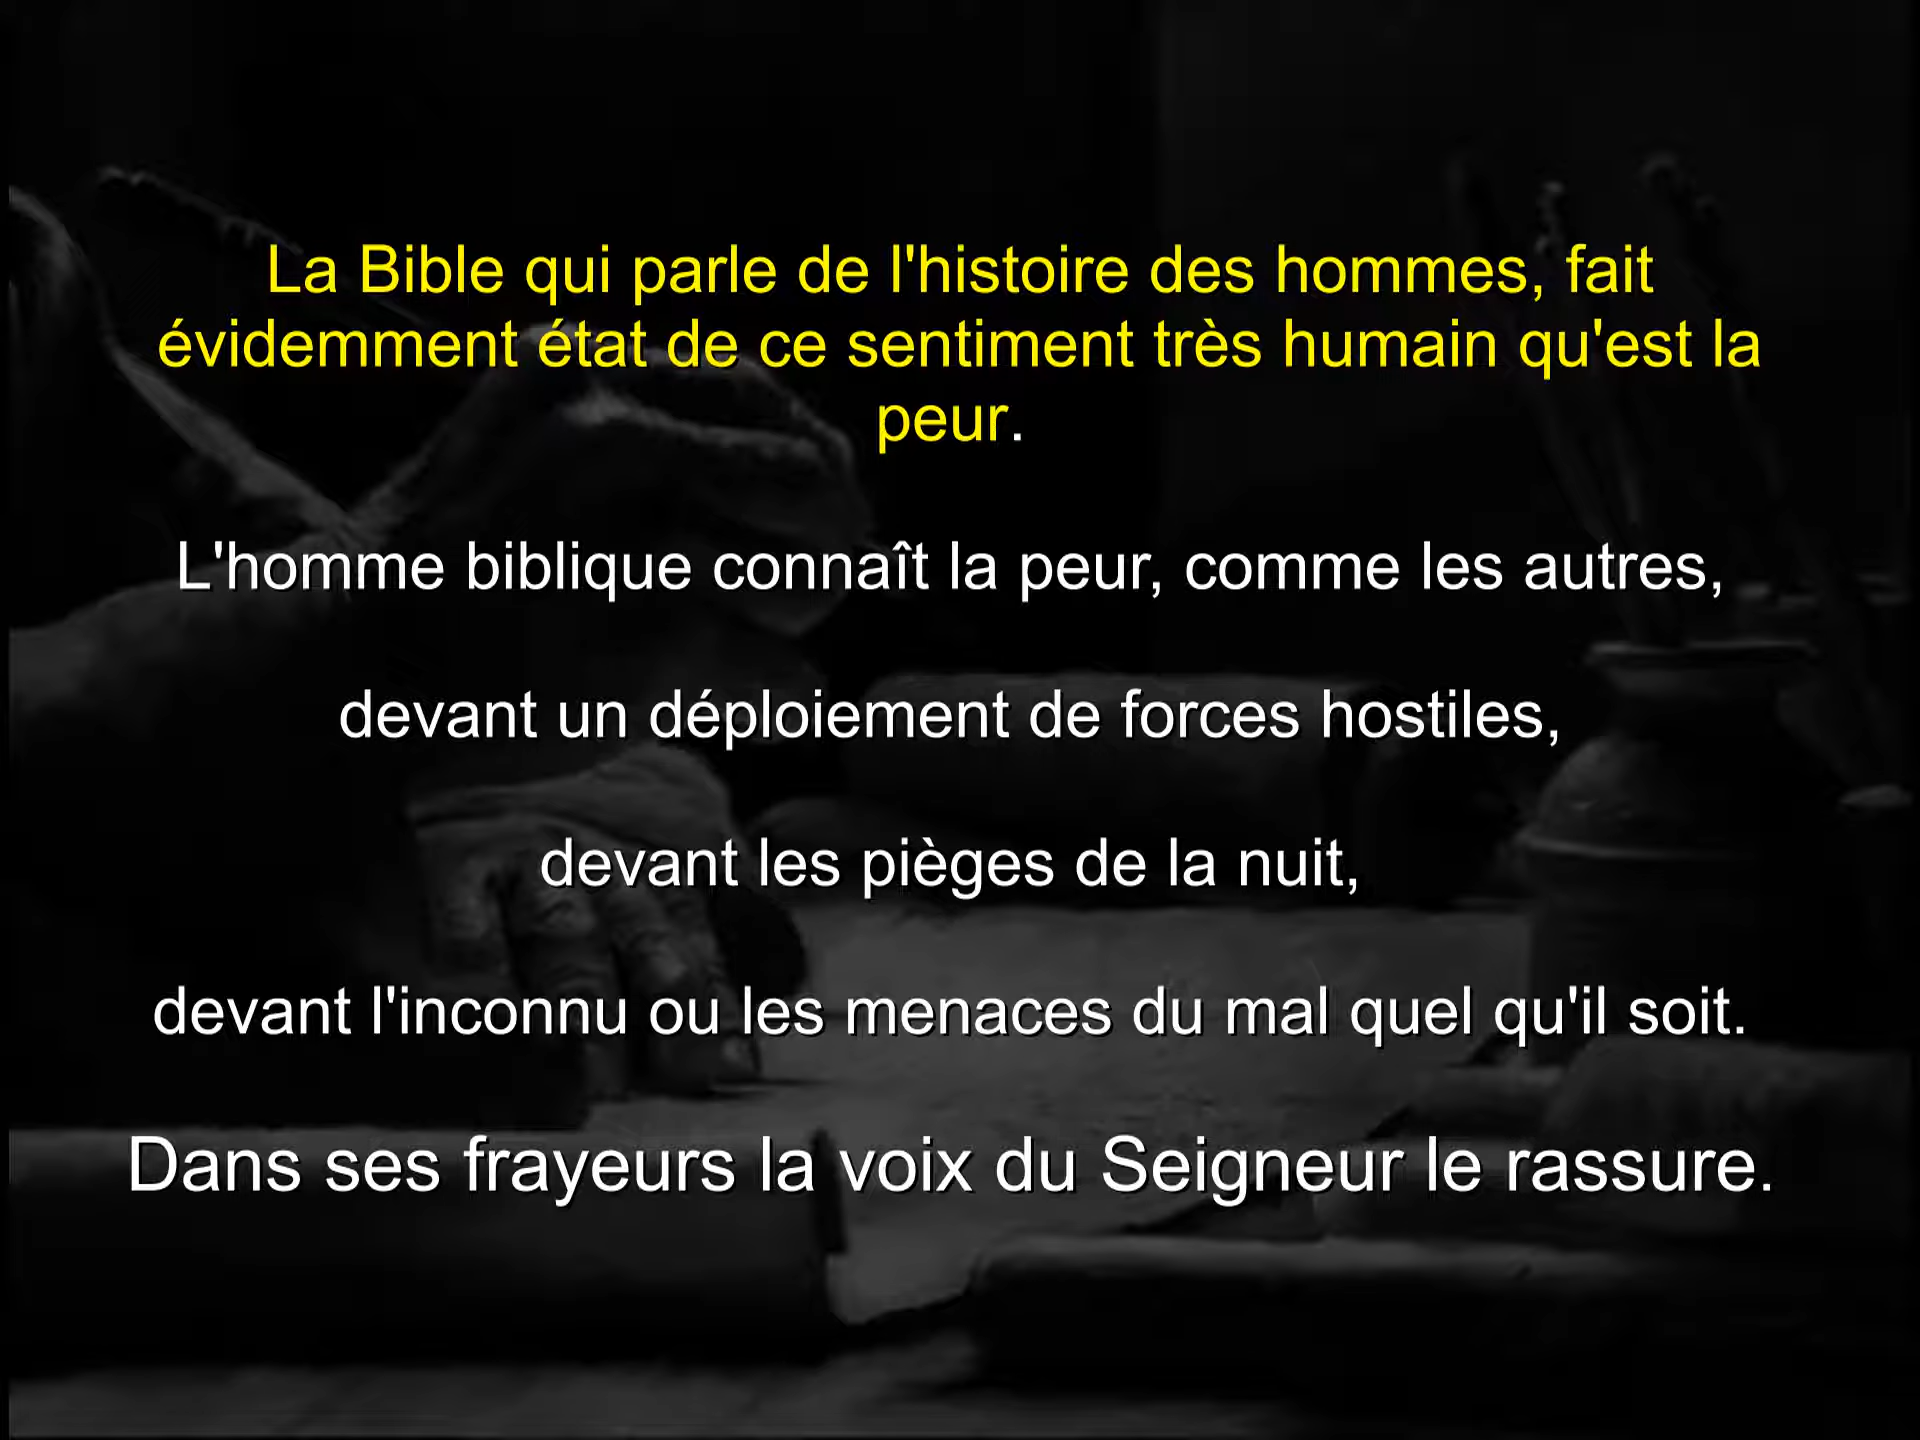 La Bible qui parle de l'histoire des hommes, fait
évidemment état de ce sentiment très humain qu'est la
peur.
L'homme biblique connaît la peur, comme les autres,
devant un déploiement de forces hostiles,
devant les pièges de la nuit,
devant l'inconnu ou les menaces du mal quel qu'il soit.
Dans ses frayeurs la voix du Seigneur le rassure.